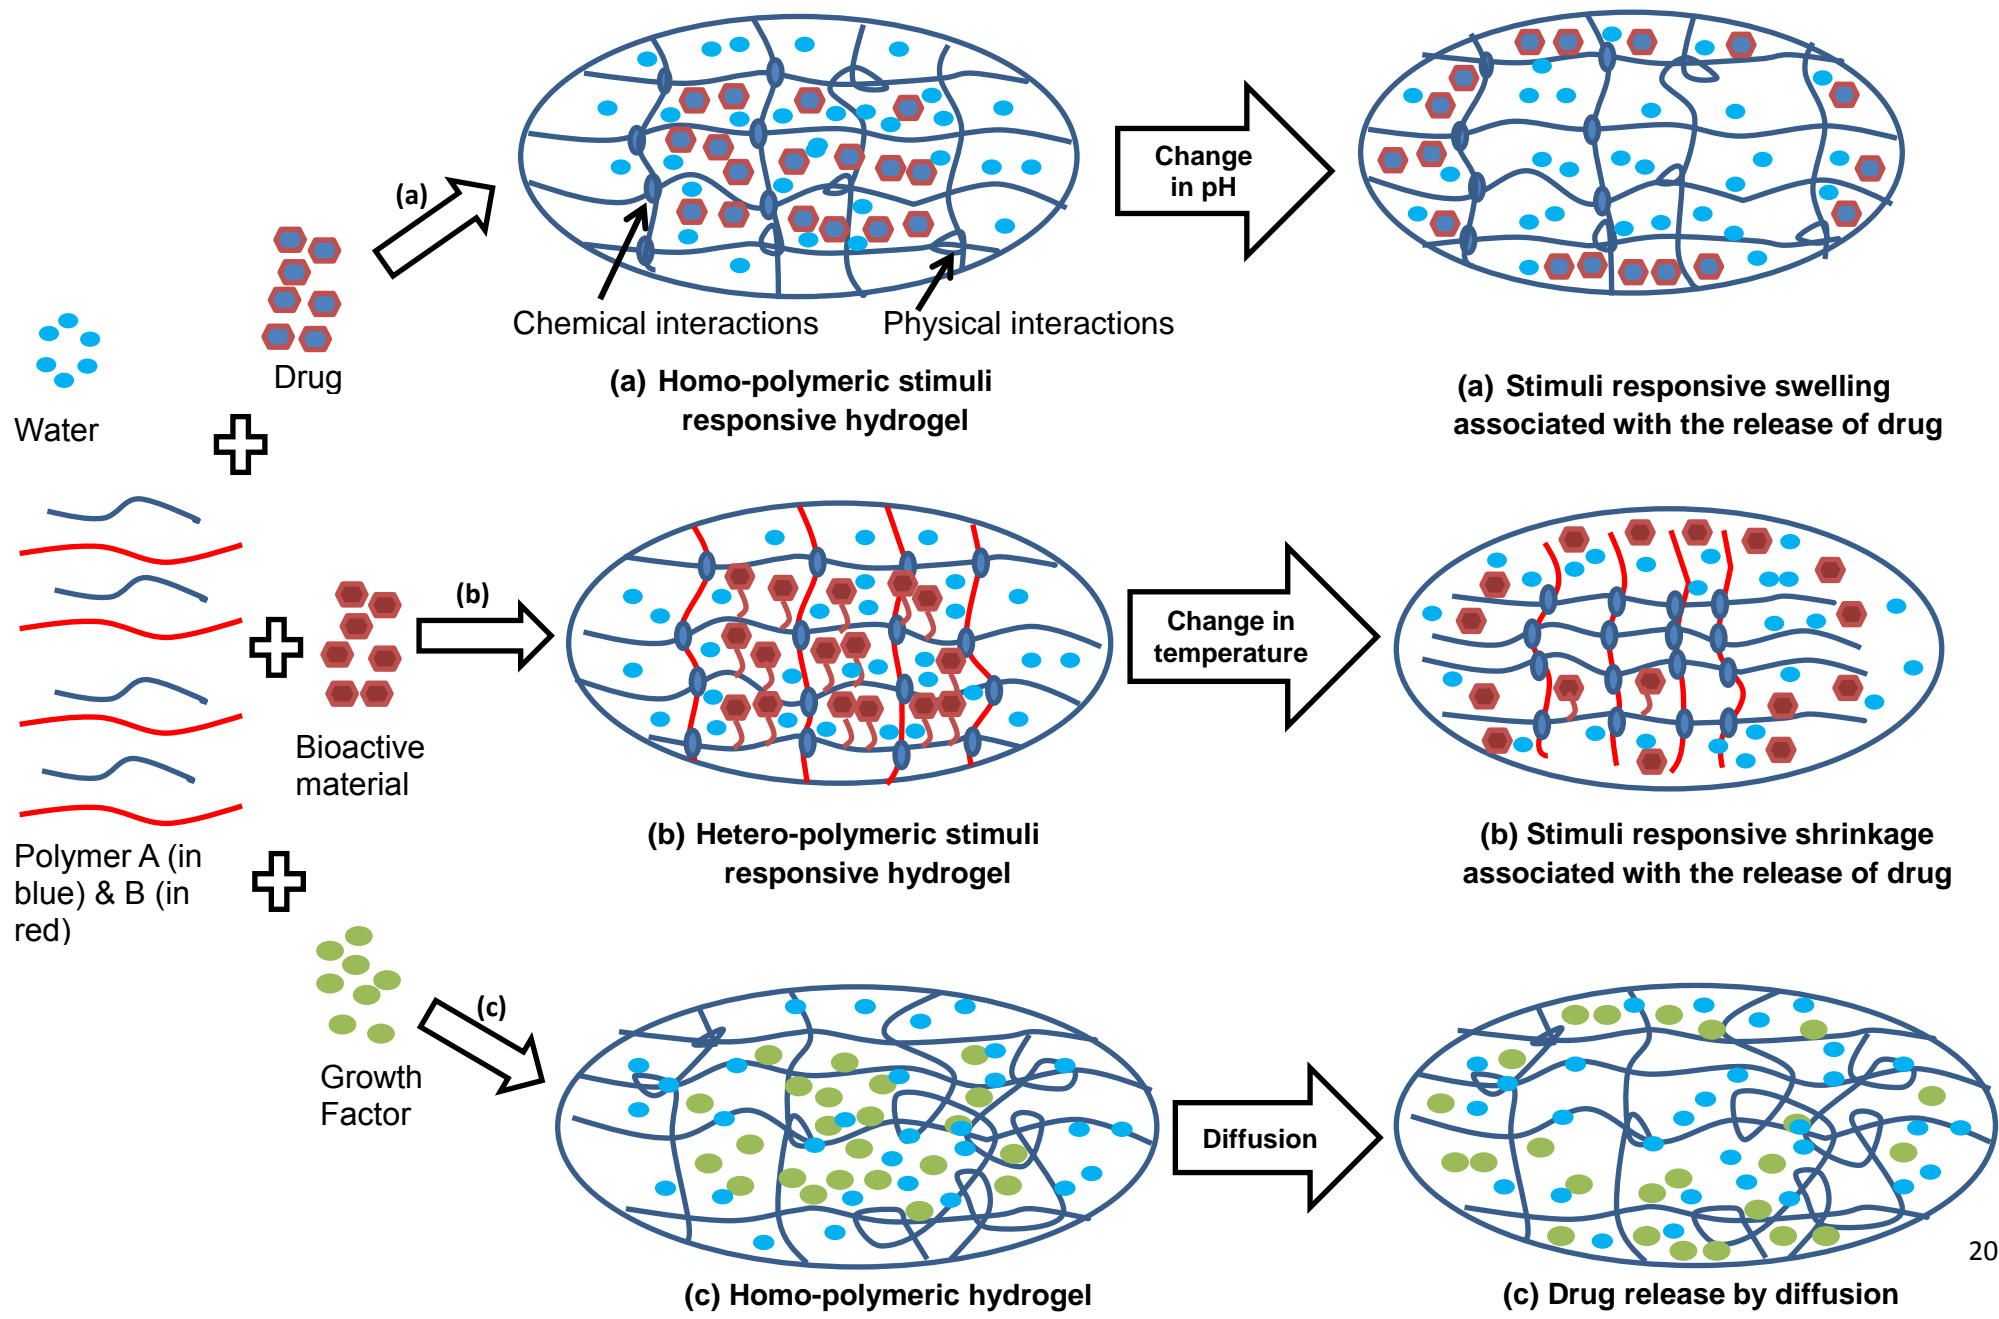 (a)
Change
in pH
Chemical interactions
Physical interactions
Drug
Water
(a) Homo-polymeric stimuli
responsive hydrogel
(a) Stimuli responsive swelling
associated with the release of drug
(b)
Change in
temperature
Bioactive
material
Polymer A (in
blue) & B (in
red)
(b) Hetero-polymeric stimuli
responsive hydrogel
(b) Stimuli responsive shrinkage
associated with the release of drug
(c)
Growth
Factor
Diffusion
(c) Homo-polymeric hydrogel
(c) Drug release by diffusion
20